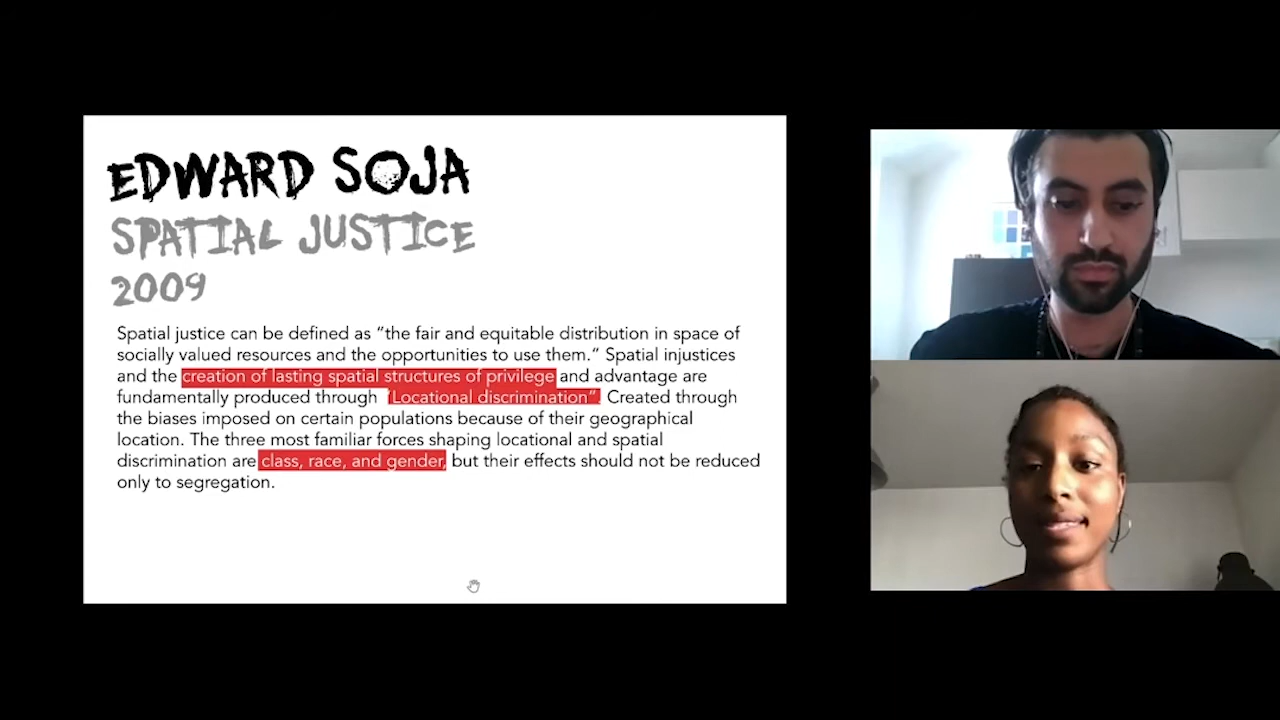 EDWARD SOJA
SPATIAL JUSTICE
2009
Spatial justice can be defined as “the fair and equitable distribution in space of
socially valued resources and the opportunities to use them.” Spatial injustices
and the creation of lasting spatial structures of privilege and advantage are
fundamentally produced through “Locational discrimination”. Created through
the biases imposed on certain populations because of their geographical
location. The three most familiar forces shaping locational and spatial
discrimination are class, race, and gender, but their effects should not be reduced
only to segregation.